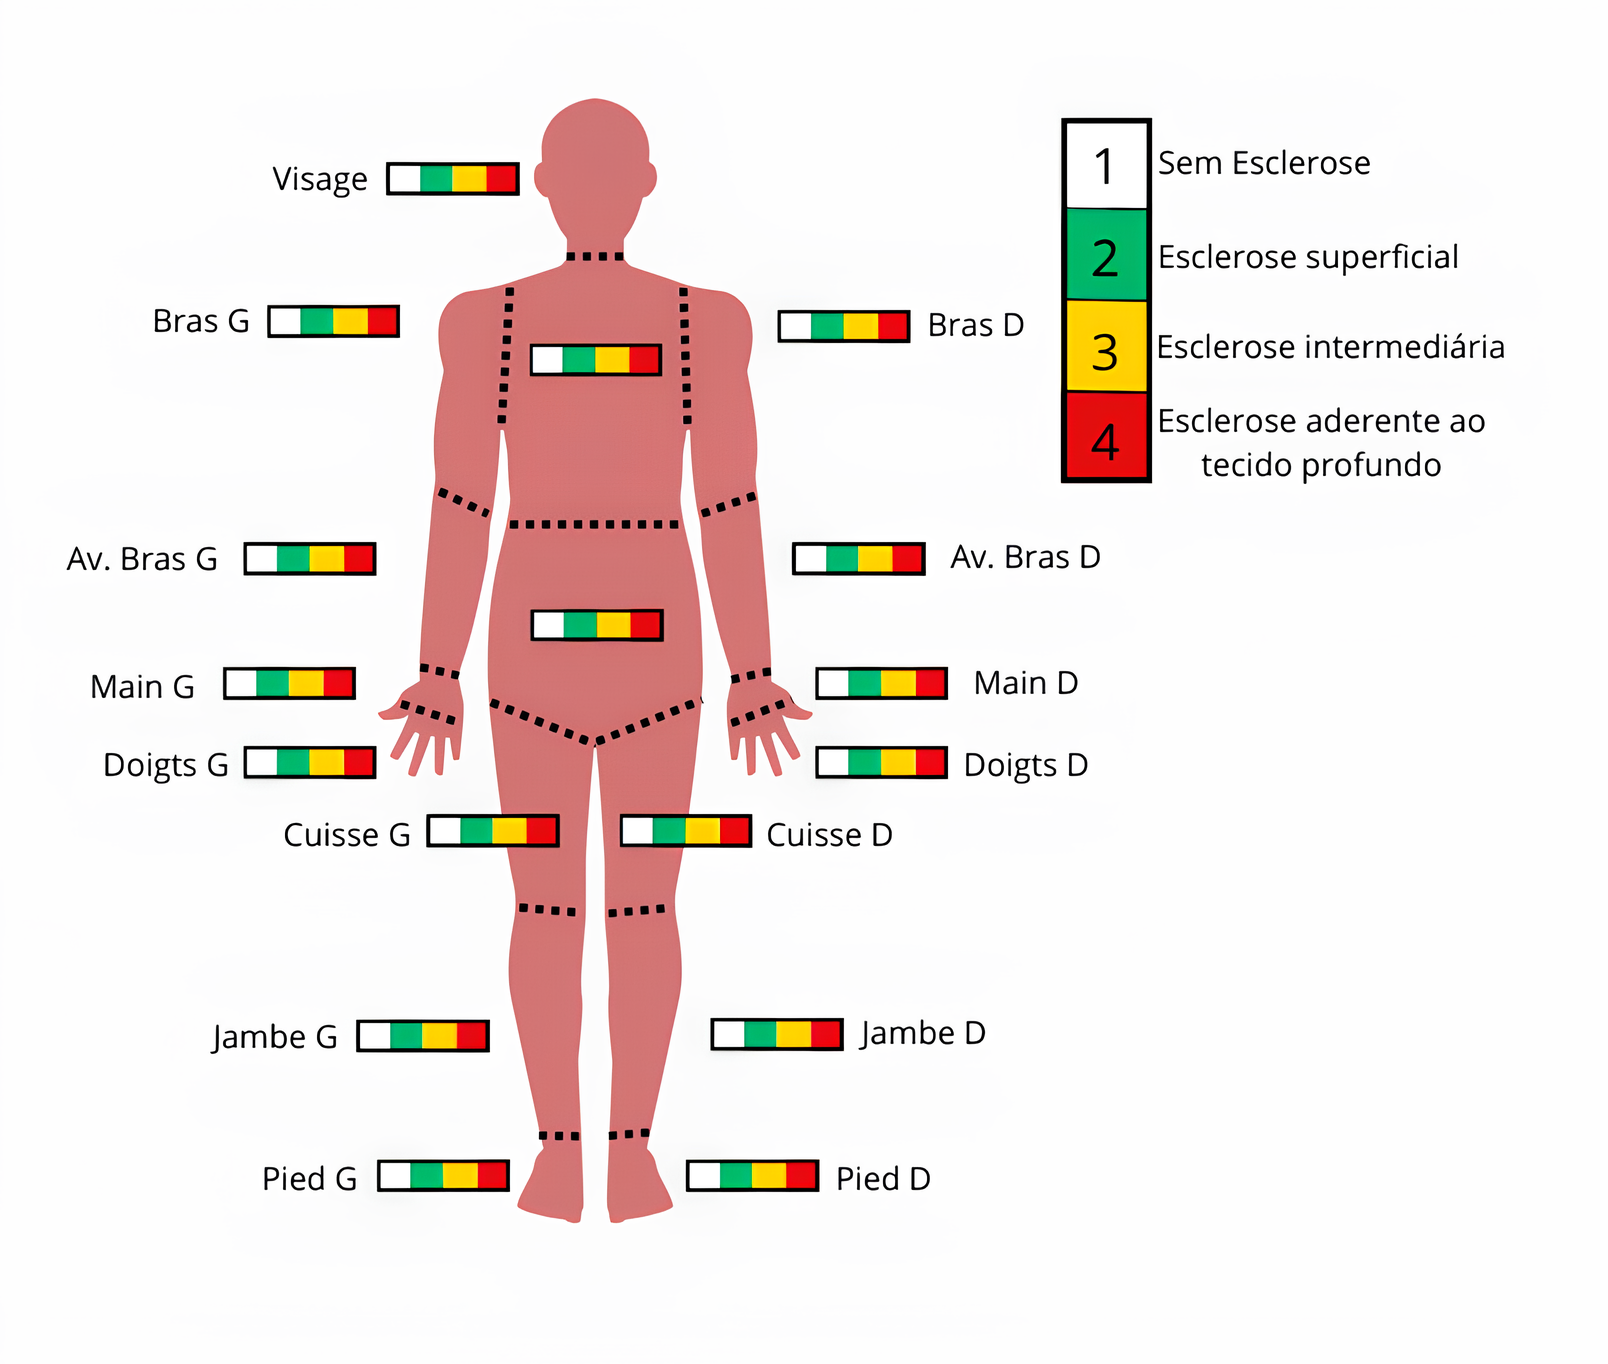 Visage
Bras G
Bras D
Av. Bras G
Av. Bras D
Main G
Main D
Doigts G
Doigts D
Cuisse G
Cuisse D
Jambe G
Jambe D
Pied G
Pied D
1 Sem Esclerose
2 Esclerose superficial
3 Esclerose intermediária
4 Esclerose aderente ao
tecido profundo